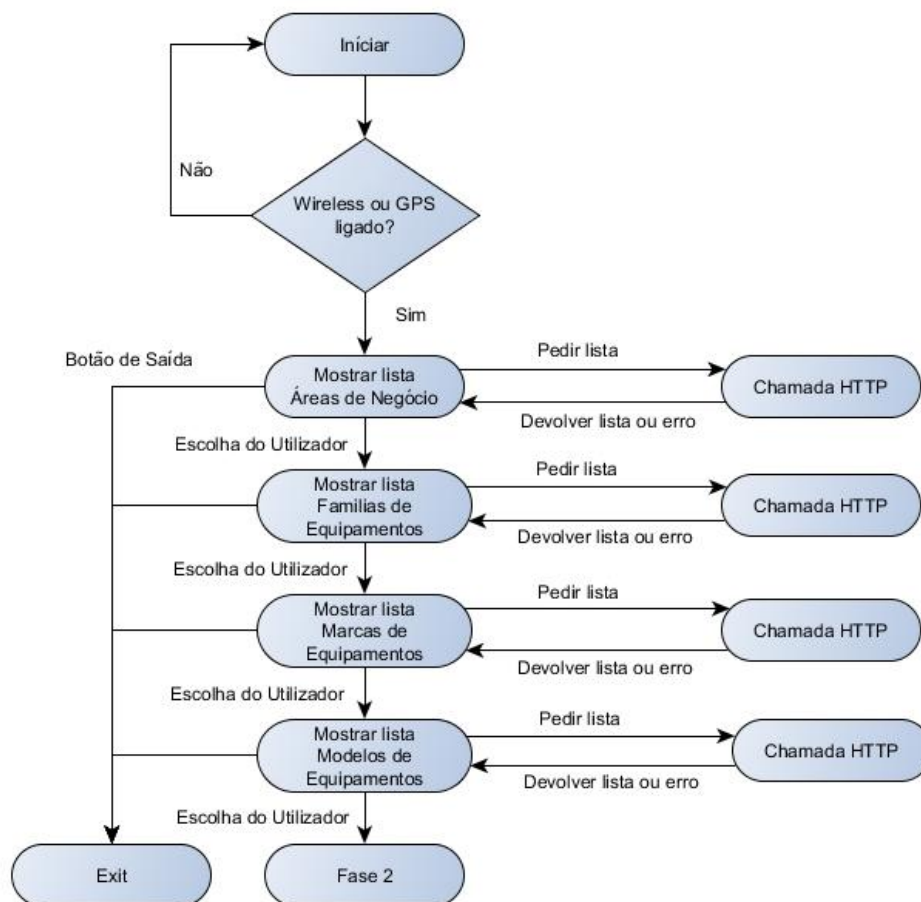 Iníciar
Não
Wireless ou GPS
ligado?
Sim
Botão de Saída
Pedir lista
Mostrar lista
Áreas de Negócio
Chamada HTTP
Devolver lista ou erro
Escolha do Utilizador
Pedir lista
Mostrar lista
Familias de
Equipamentos
Chamada HTTP
Devolver lista ou erro
Escolha do Utilizador
Pedir lista
Mostrar lista
Marcas de
Equipamentos
Chamada HTTP
Devolver lista ou erro
Escolha do Utilizador
Pedir lista
Mostrar lista
Modelos de
Equipamentos
Chamada HTTP
Devolver lista ou erro
Escolha do Utilizador
Exit
Fase 2